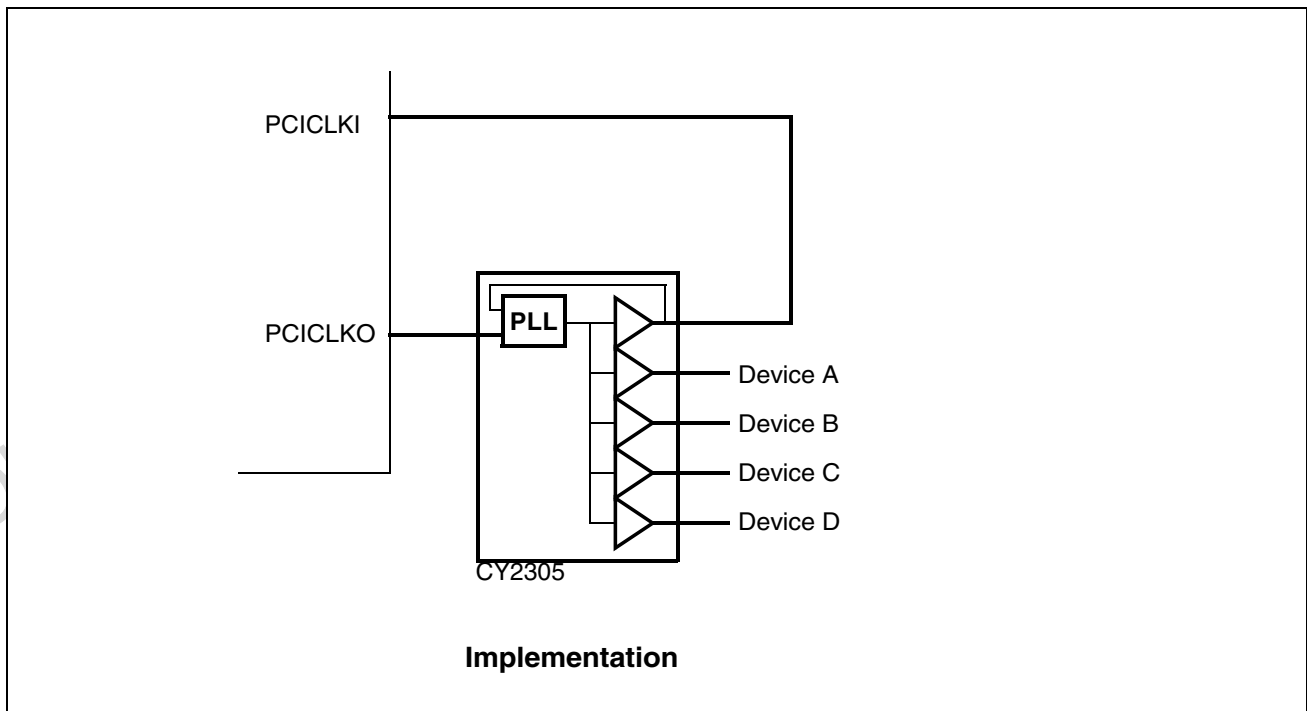 PCICLKI
PCICLKO
PLL
Device A
Device B
Device C
Device D
CY2305
Implementation